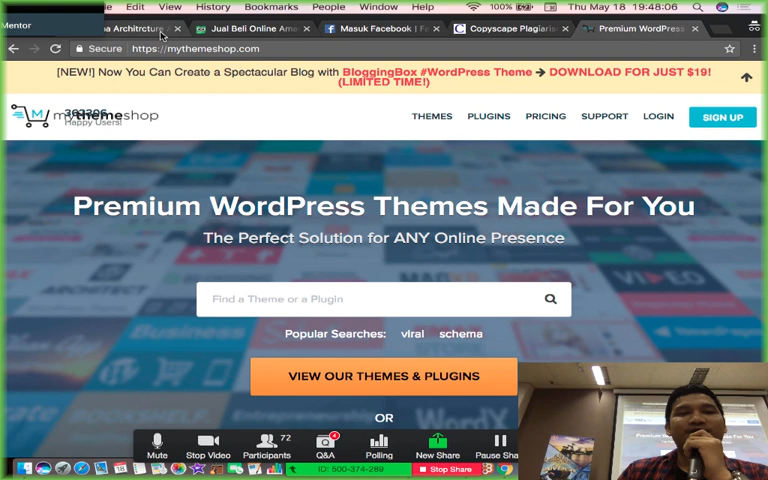 Mentor
Edit View History Bookmarks People Window Help 100% Thu May 18 19:48:06
Jual Beli Online Ama
Masuk Facebook | Fa
Copyscape Plagiaris
Premium WordPress
Secure https://mythemeshop.com
[NEW!] Now You Can Create a Spectacular Blog with BloggingBox #WordPress Theme → DOWNLOAD FOR JUST $19!
(LIMITED TIME!)
mythemeshop
Happy Users!
THEMES PLUGINS PRICING SUPPORT LOGIN SIGN UP
Premium WordPress Themes Made For You
The Perfect Solution for ANY Online Presence
Find a Theme or a Plugin
Popular Searches: viral schema
VIEW OUR THEMES & PLUGINS
OR
Mute Stop Video Participants 72 Q&A 4 Polling New Share Pause Sha
ID: 500-374-289 Stop Share